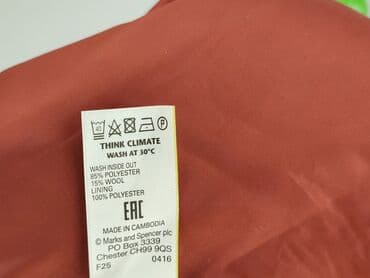 40 P
THINK CLIMATE
WASH AT 30°C
WASH INSIDE OUT
85% POLYESTER
15% WOOL
LINING
100% POLYESTER
EAC
MADE IN CAMBODIA
© Marks and Spencer plc
PO Box 3339
Chester CH99 9QS
F25 0416